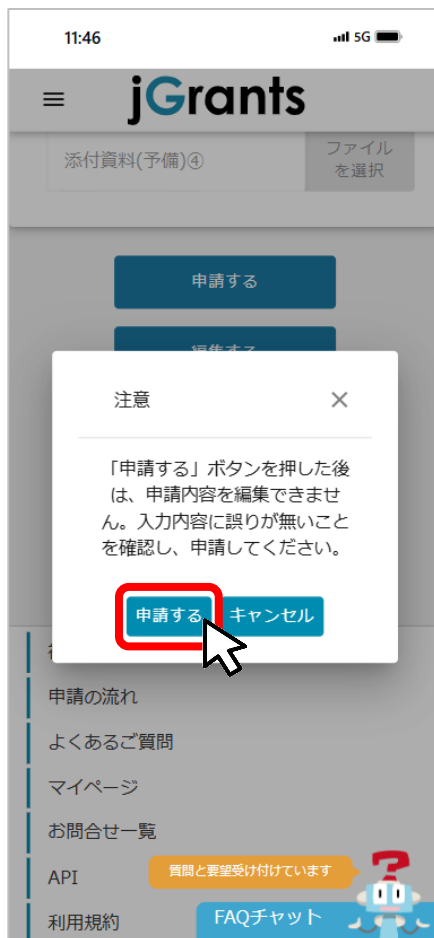 11:46
5G
jGrants
添付資料(予備)④
ファイル
を選択
申請する
編集する
注意
×
「申請する」ボタンを押した後
は、申請内容を編集できませ
ん。入力内容に誤りが無いこと
を確認し、申請してください。
申請する
キャンセル
申請の流れ
よくあるご質問
マイページ
お問合せ一覧
API
質問と要望受け付けています
利用規約
FAQチャット